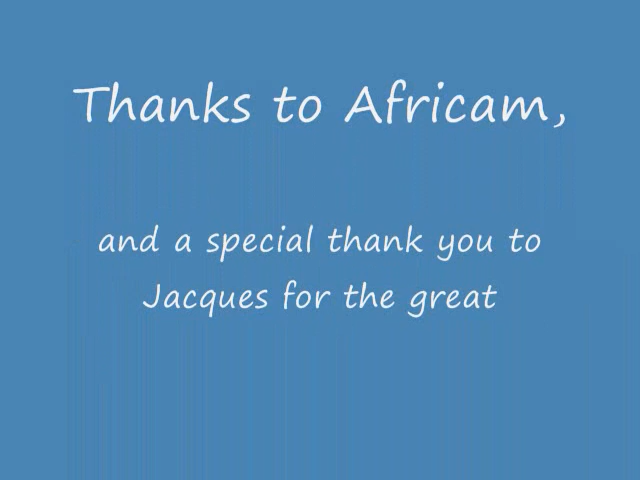 Thanks to Africam,
and a special thank you to
Jacques for the great